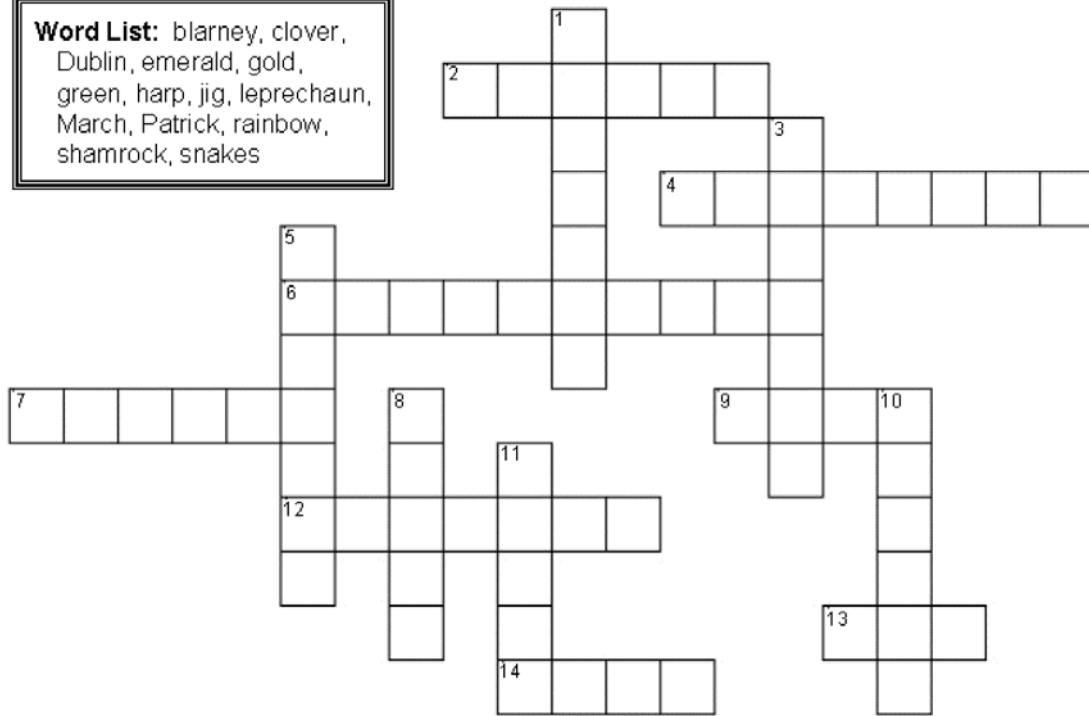 Word List: blarney, clover,
Dublin, emerald, gold,
green, harp, jig, leprechaun,
March, Patrick, rainbow,
shamrock, snakes
1
2
3
4
5
6
7
8
9
10
11
12
13
14